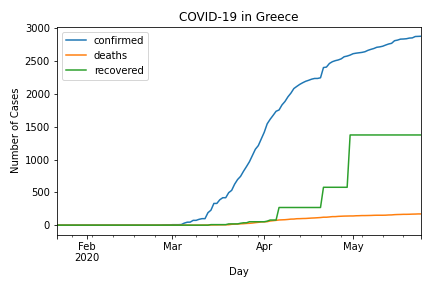 COVID-19 in Greece
confirmed
deaths
recovered
Number of Cases
3000
2500
2000
1500
1000
500
0
Feb
2020
Mar
Apr
May
Day